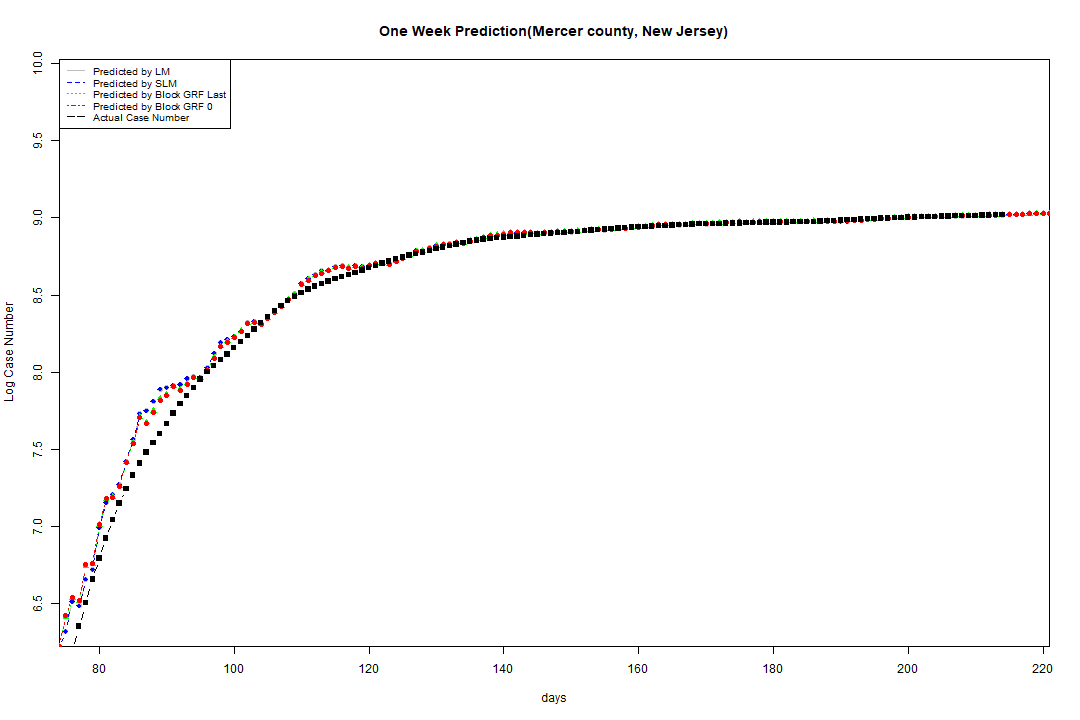 One Week Prediction(Mercer county, New Jersey)
Predicted by LM
Predicted by SLM
Predicted by Block GRF Last
Predicted by Block GRF 0
Actual Case Number
10.0
9.5
9.0
8.5
8.0
7.5
7.0
6.5
Log Case Number
80 100 120 140 160 180 200 220
days